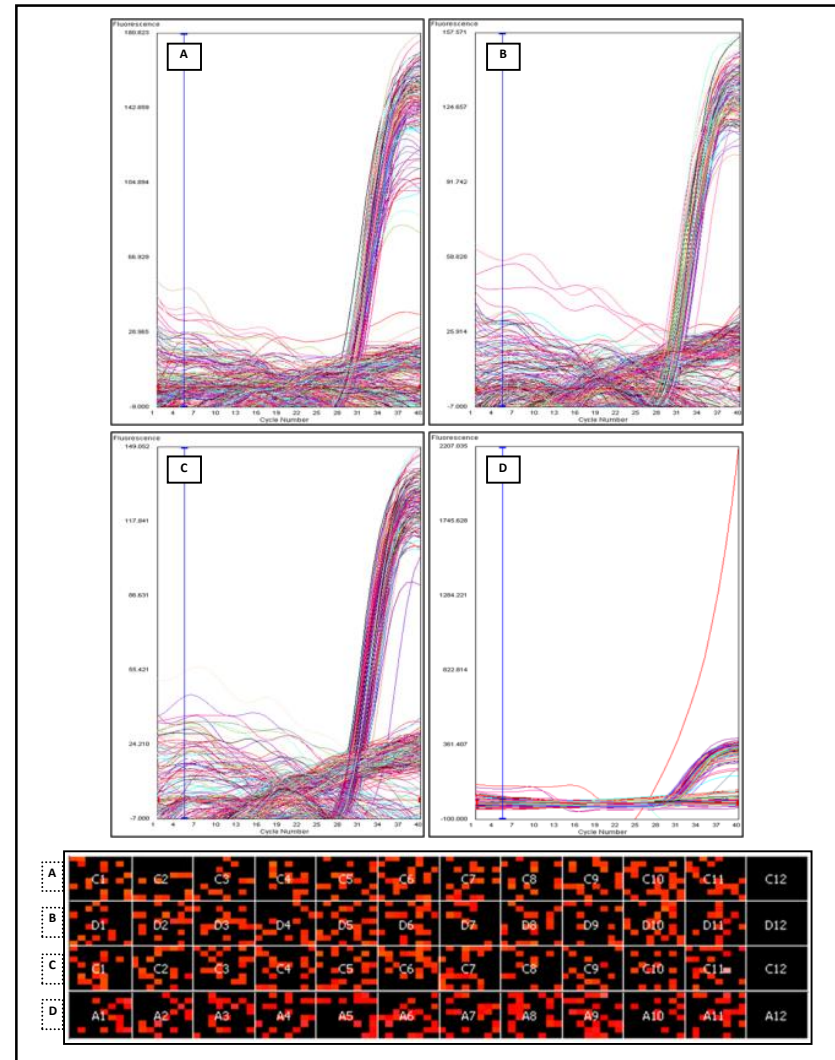 Fluorescence
180.823
A
142.859
104.894
66.929
28.965
-9.000
1 4 7 10 13 16 19 22 25 28 31 34 37 40
Cycle Number
Fluorescence
157.571
B
124.657
91.742
58.828
25.914
-7.000
1 4 7 10 13 16 19 22 25 28 31 34 37 40
Cycle Number
Fluorescence
149.052
C
117.841
86.631
55.421
24.210
-7.000
1 4 7 10 13 16 19 22 25 28 31 34 37 40
Cycle Number
Fluorescence
2207.035
D
1745.628
1284.221
822.814
361.407
-100.000
1 4 7 10 13 16 19 22 25 28 31 34 37 40
Cycle Number
A C1 C2 C3 C4 C5 C6 C7 C8 C9 C10 C11 C12
B D1 D2 D3 D4 D5 D6 D7 D8 D9 D10 D11 D12
C C1 C2 C3 C4 C5 C6 C7 C8 C9 C10 C11 C12
D A1 A2 A3 A4 A5 A6 A7 A8 A9 A10 A11 A12